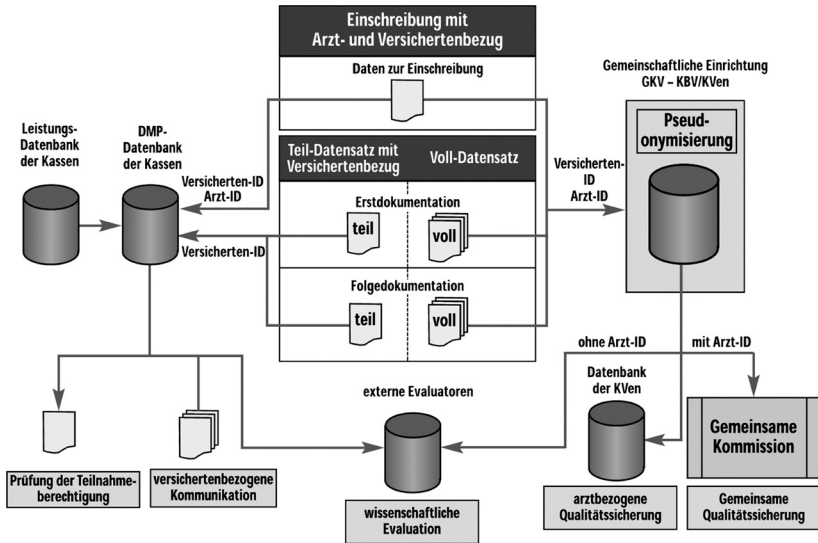 Einschreibung mit
Arzt- und Versichertenbezug
Daten zur Einschreibung
Gemeinschaftliche Einrichtung
GKV – KBV/KVen
Pseud-
onymisierung
Leistungs-
Datenbank
der Kassen
DMP-
Datenbank
der Kassen
Teil-Datensatz mit
Versichertenbezug
Voll-Datensatz
Versicherten-ID
Arzt-ID
Versicherten-
ID
Arzt-ID
Erstdokumentation
teil
voll
Versicherten-ID
Folgedokumentation
teil
voll
ohne Arzt-ID
mit Arzt-ID
externe Evaluatoren
Datenbank
der KVen
Gemeinsame
Kommission
Prüfung der Teilnahme-
berechtigung
versichertenbezogene
Kommunikation
wissenschaftliche
Evaluation
arztbezogene
Qualitätssicherung
Gemeinsame
Qualitätssicherung